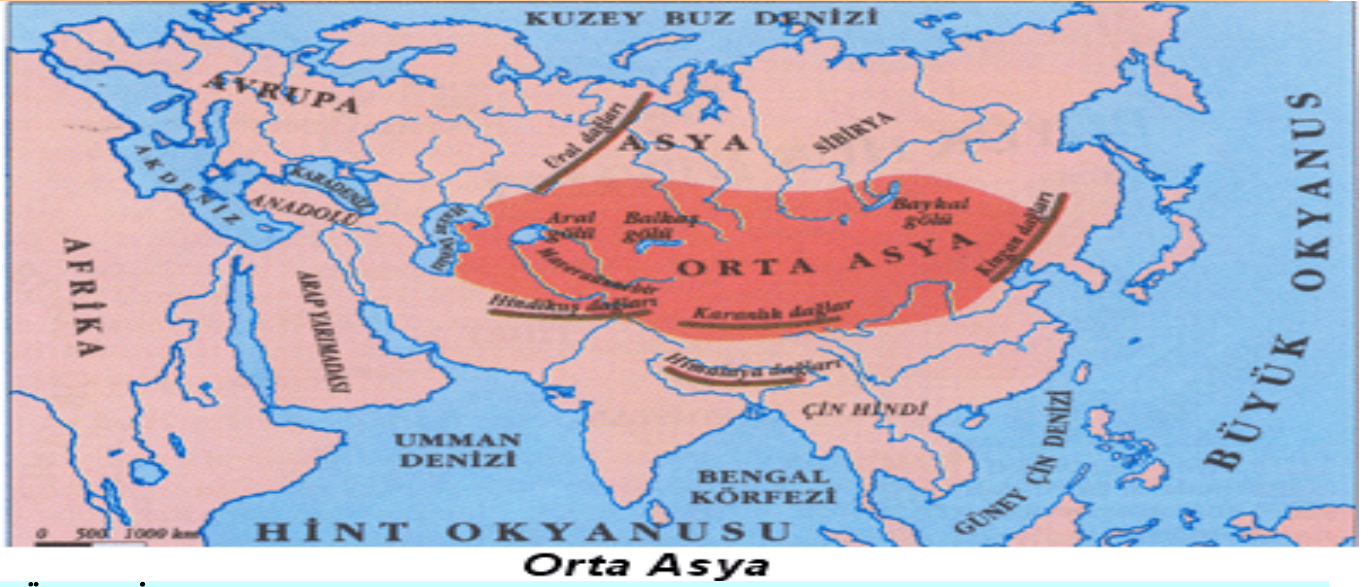 KUZEY BUZ DENİZİ
AVRUPA
Ural dağları
ASYA
SİBİRYA
AKDENİZ
KARADENİZ
ANADOLU
Hazar denizi
Aral
gölü
Balkaş
gölü
Baykal
gölü
ORTA ASYA
Kingan dağları
Maveraünnehir
Hindikuş dağları
Karanlık dağlar
Himalaya dağları
AFRİKA
ARAP YARIMADASI
ÇİN HİNDİ
UMMAN
DENİZİ
BENGAL
KÖRFEZİ
GÜNEY ÇİN DENİZİ
BÜYÜK OKYANUS
HİNT OKYANUSU
0 500 1000 km
Orta Asya